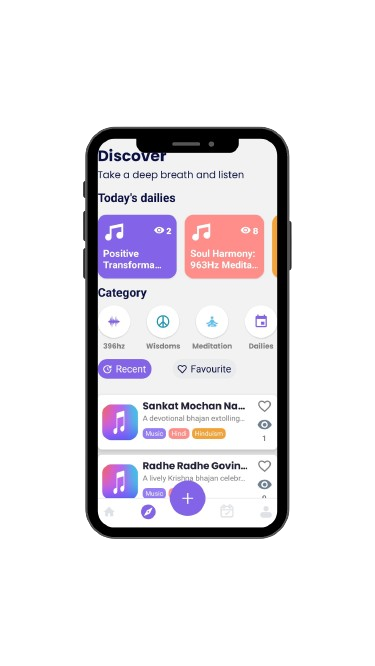 Discover
Take a deep breath and listen
Today's dailies
2
8
Positive
Transforma...
Soul Harmony:
963Hz Medita...
Category
396hz
Wisdoms
Meditation
Dailies
Recent
Favourite
Sankat Mochan Na...
A devotional bhajan extolling...
Music
Hindi
Hinduism
1
Radhe Radhe Govin...
A lively Krishna bhajan celebr...
Music